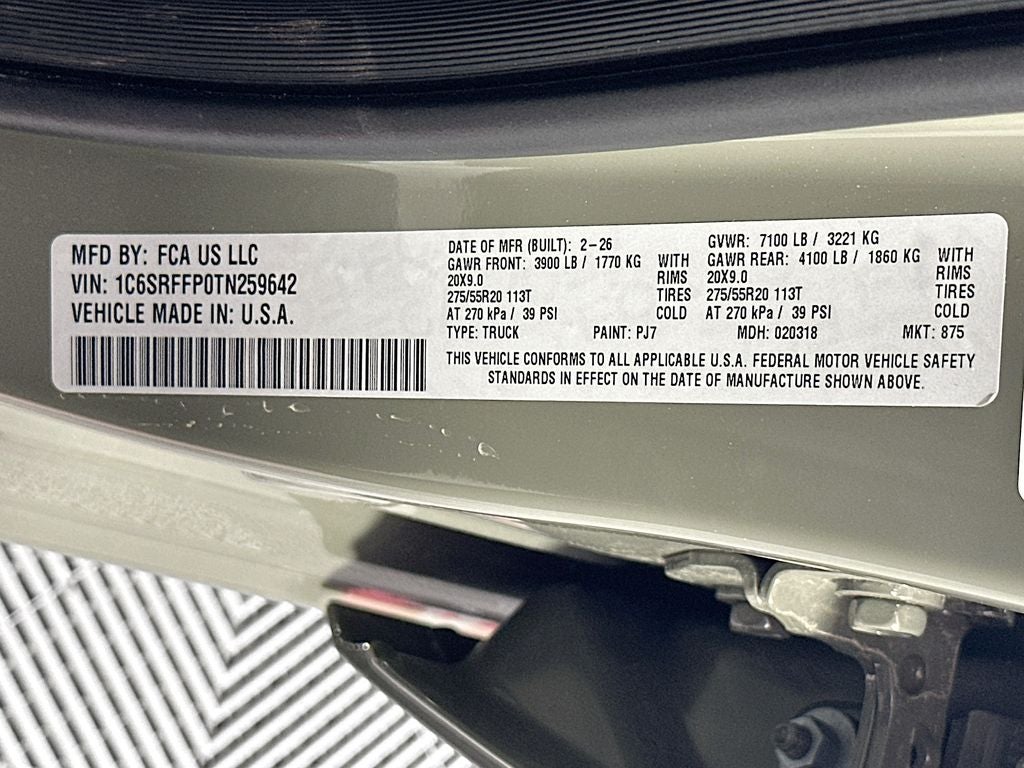 MFD BY: FCA US LLC
VIN: 1C6SRFFP0TN259642
VEHICLE MADE IN: U.S.A.
DATE OF MFR (BUILT): 2-26
GAWR FRONT: 3900 LB / 1770 KG WITH
20X9.0 RIMS
275/55R20 113T TIRES
AT 270 kPa / 39 PSI COLD
GVWR: 7100 LB / 3221 KG
GAWR REAR: 4100 LB / 1860 KG WITH
20X9.0 RIMS
275/55R20 113T TIRES
AT 270 kPa / 39 PSI COLD
TYPE: TRUCK PAINT: PJ7 MDH: 020318 MKT: 875
THIS VEHICLE CONFORMS TO ALL APPLICABLE U.S.A. FEDERAL MOTOR VEHICLE SAFETY
STANDARDS IN EFFECT ON THE DATE OF MANUFACTURE SHOWN ABOVE.